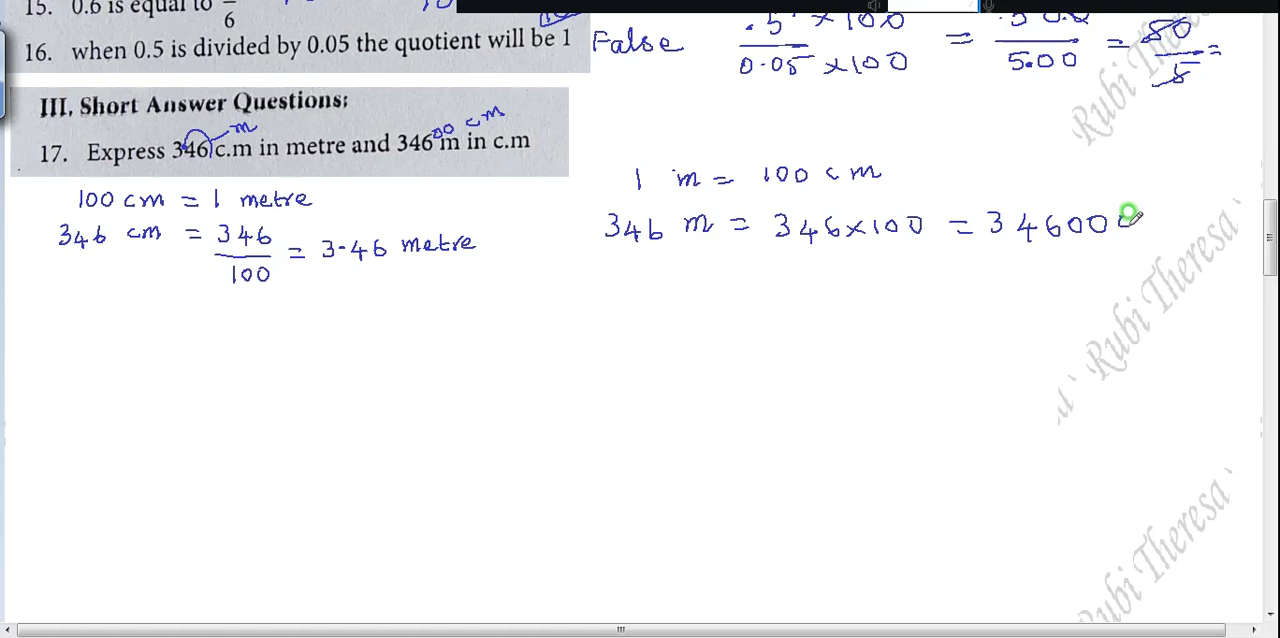 15. 0.6 is equal to
6
16. when 0.5 is divided by 0.05 the quotient will be 1 False
.5 × 100
0.05 × 100
=
5.00
= 50
5
=
III. Short Answer Questions:
m 00 cm
17. Express 346 c.m in metre and 346 m in c.m
100 cm = 1 metre
346 cm = 346
100
= 3.46 metre
1 m = 100 cm
346 m = 346×100 = 34600
Rubi Theresa
Rubi Theresa
Rubi Theresa